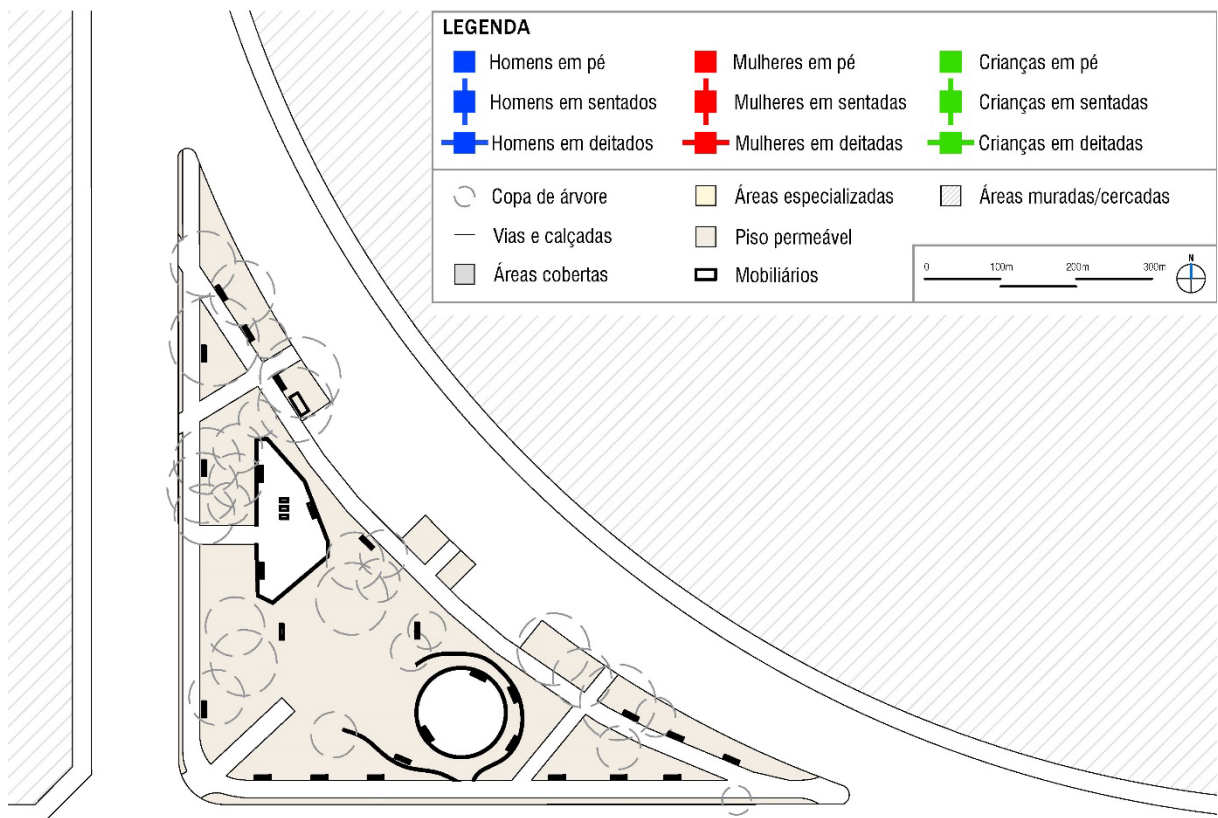 LEGENDA
Homens em pé
Mulheres em pé
Crianças em pé
Homens em sentados
Mulheres em sentadas
Crianças em sentadas
Homens em deitados
Mulheres em deitadas
Crianças em deitadas
Copa de árvore
Áreas especializadas
Áreas muradas/cercadas
Vias e calçadas
Piso permeável
Áreas cobertas
Mobiliários
0 100m 200m 300m
N